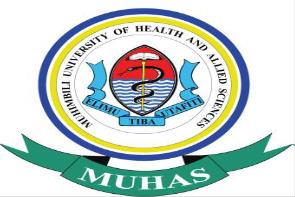 MUHIMBILI UNIVERSITY OF HEALTH AND ALLIED SCIENCES
ELIMU TIBA UTAFITI
MUHAS